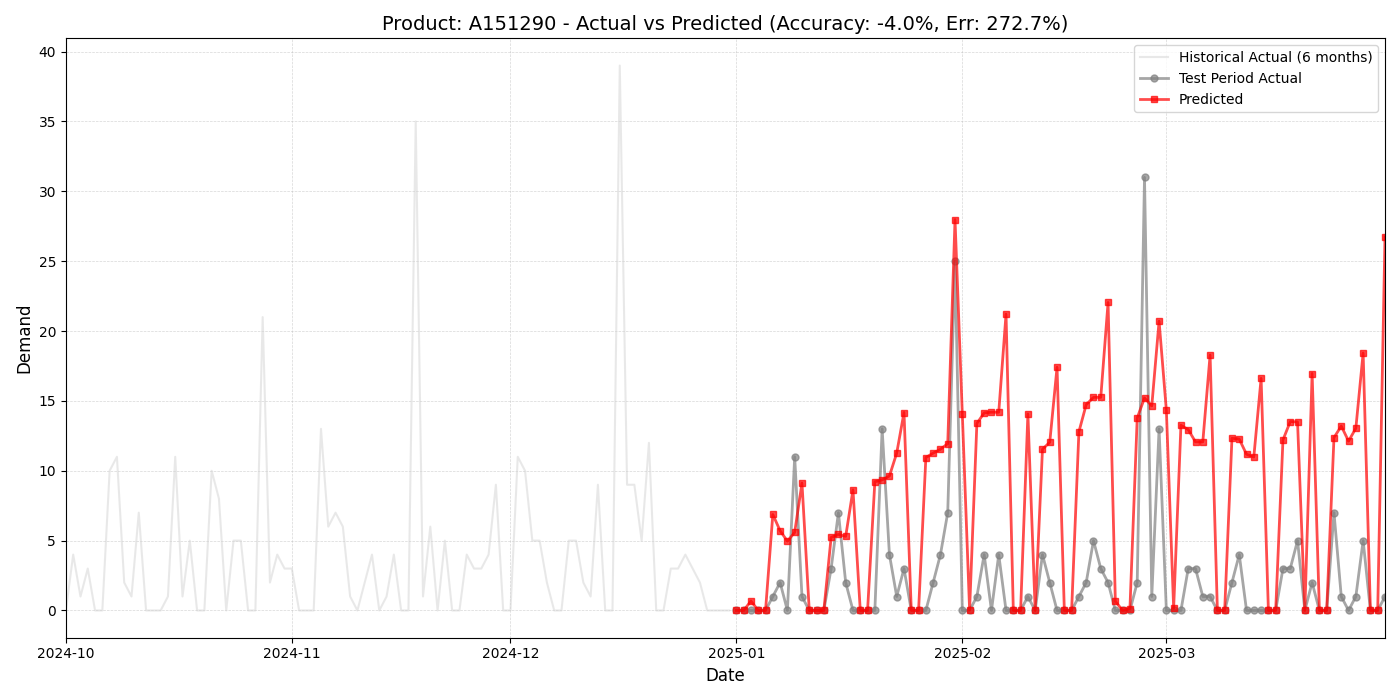 Product: A151290 - Actual vs Predicted (Accuracy: -4.0%, Err: 272.7%)
Historical Actual (6 months)
Test Period Actual
Predicted
Demand
40
35
30
25
20
15
10
5
0
2024-10
2024-11
2024-12
2025-01
2025-02
2025-03
Date